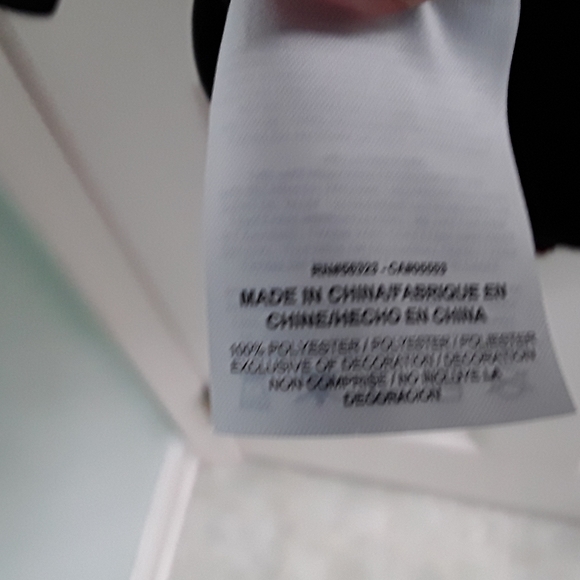 MADE IN CHINA/FABRIQUE EN
CHINE/HECHO EN CHINA
100% POLYESTER / POLYESTER / POLIESTER
EXCLUSIVE OF DECORATION / DECORATION
NON COMPRISE / NO INCLUYE LA
DECORACION